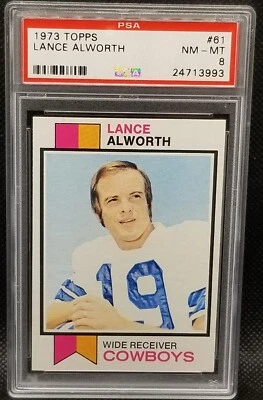 PSA
1973 TOPPS #61
LANCE ALWORTH NM - MT
8
24713993
LANCE
ALWORTH
19
WIDE RECEIVER
COWBOYS